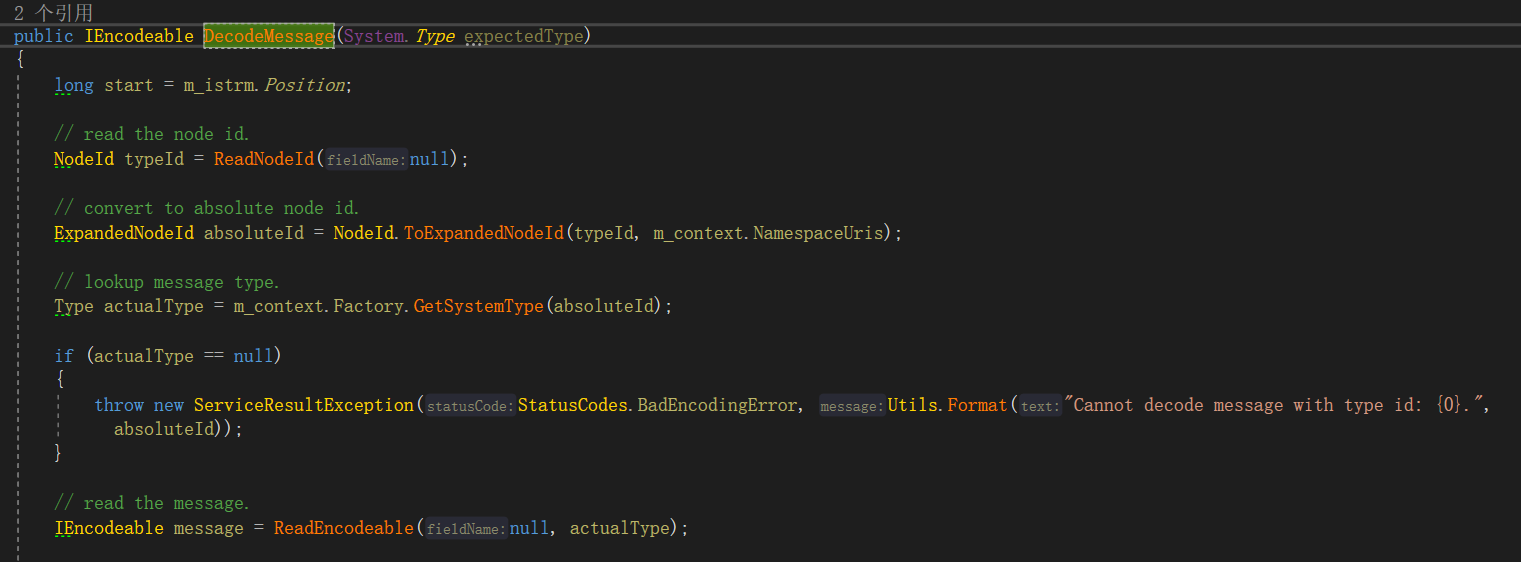 2 个引用
public IEncodeable DecodeMessage(System.Type expectedType)
{
long start = m_istrm.Position;
// read the node id.
NodeId typeId = ReadNodeId(fieldName:null);
// convert to absolute node id.
ExpandedNodeId absoluteId = NodeId.ToExpandedNodeId(typeId, m_context.NamespaceUris);
// lookup message type.
Type actualType = m_context.Factory.GetSystemType(absoluteId);
if (actualType == null)
{
throw new ServiceResultException(statusCode:StatusCodes.BadEncodingError, message:Utils.Format(text:"Cannot decode message with type id: {0}.",
absoluteId));
}
// read the message.
IEncodeable message = ReadEncodeable(fieldName:null, actualType);